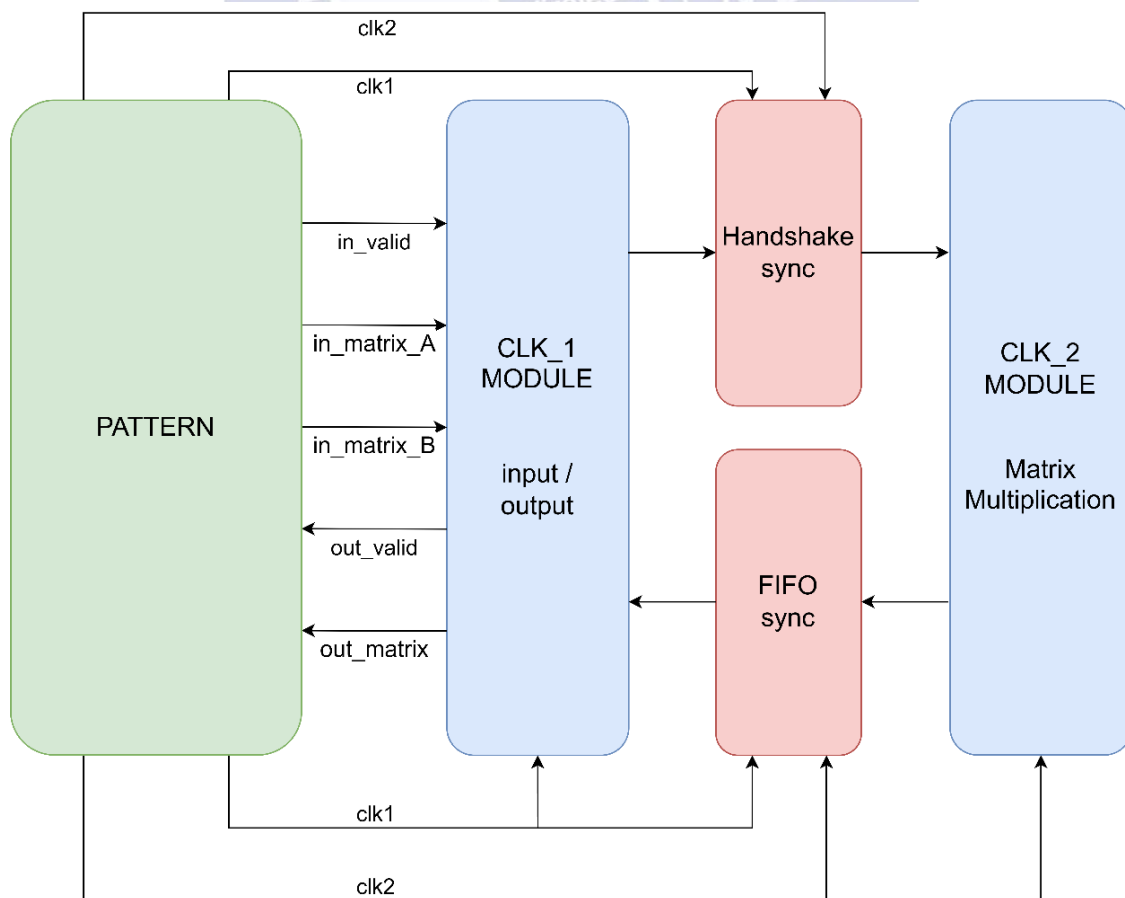 clk2
clk1
PATTERN
in_valid
in_matrix_A
in_matrix_B
out_valid
out_matrix
CLK_1
MODULE
input /
output
Handshake
sync
FIFO
sync
CLK_2
MODULE
Matrix
Multiplication
clk1
clk2